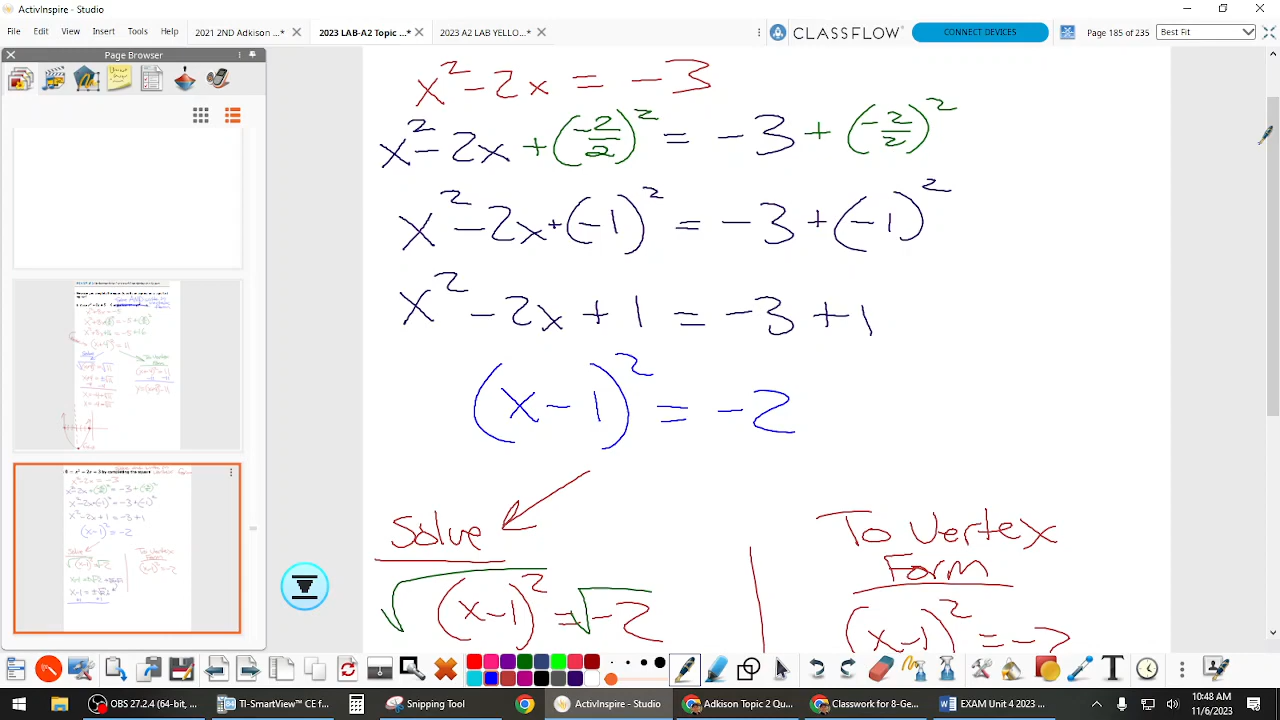 ActivInspire - Studio
File Edit View Insert Tools Help
2021 2ND Adkison ...*
2023 LAB-A2 Topic ...*
2023 A2 LAB YELLO...*
CLASSFLOW
CONNECT DEVICES
Page 185 of 235
Best Fit
Page Browser
x² - 2x = -3
x² - 2x + (-2/2)² = -3 + (-2/2)²
x² - 2x + (-1)² = -3 + (-1)²
x² - 2x + 1 = -3 + 1
(x - 1)² = -2
Solve
√(x-1)² = √-2
To Vertex
Form
(x-1)² = -2
OBS 27.2.4 (64-bit, ...
TI-SmartView™ CE f...
Snipping Tool
ActivInspire - Studio
Adkison Topic 2 Qu...
Classwork for 8-Ge...
EXAM Unit 4 2023 ...
10:48 AM
11/6/2023